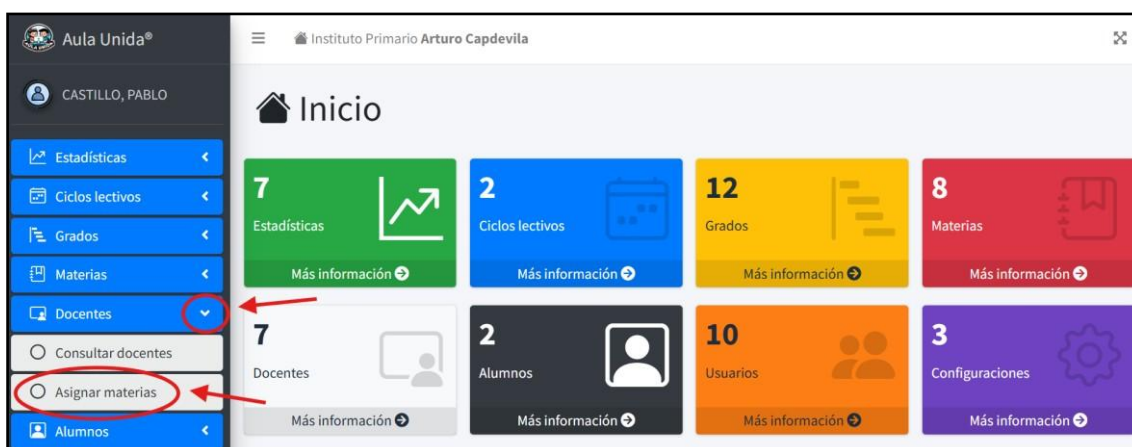 Aula Unida®
CASTILLO, PABLO
Estadísticas
Ciclos lectivos
Grados
Materias
Docentes
Consultar docentes
Asignar materias
Alumnos
Instituto Primario Arturo Capdevila
Inicio
7
Estadísticas
Más información
2
Ciclos lectivos
Más información
12
Grados
Más información
8
Materias
Más información
7
Docentes
Más información
2
Alumnos
Más información
10
Usuarios
Más información
3
Configuraciones
Más información